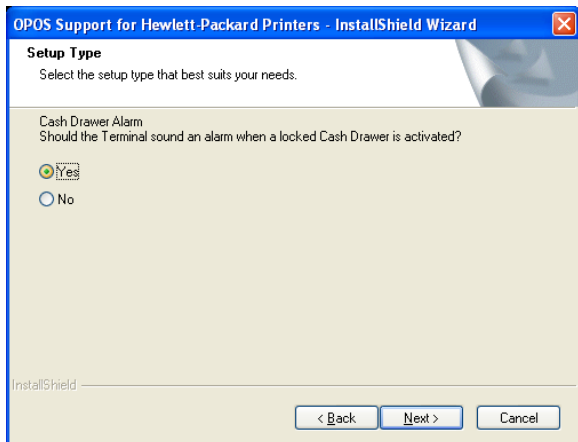 OPOS Support for Hewlett-Packard Printers - InstallShield Wizard
Setup Type
Select the setup type that best suits your needs.
Cash Drawer Alarm
Should the Terminal sound an alarm when a locked Cash Drawer is activated?
Yes
No
InstallShield
< Back Next > Cancel